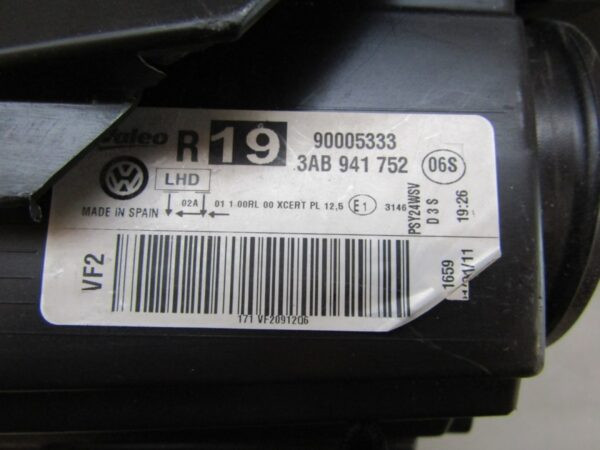 Valeo R 19 90005333
3AB 941 752 06S
LHD
MADE IN SPAIN 02A 01 1 00RL 00 XCERT PL 12,5 E1 3146
PSY24WSV
D3S 19:26
VF2
1659
171 VF2091206